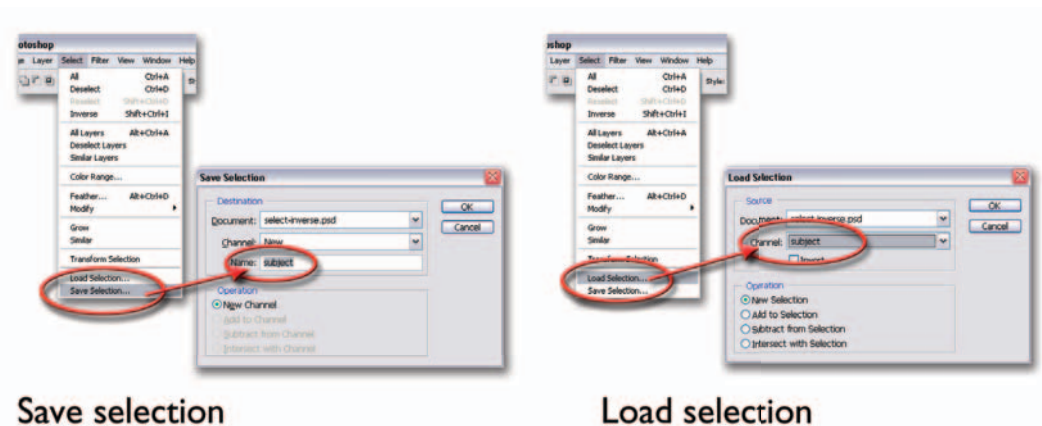 otoshop
Layer Select Filter View Window Help
All Ctrl+A
Deselect Ctrl+D
Reselect Shift+Ctrl+D
Inverse Shift+Ctrl+I
All Layers Alt+Ctrl+A
Deselect Layers
Similar Layers
Color Range...
Feather... Alt+Ctrl+D
Modify
Grow
Similar
Transform Selection
Load Selection...
Save Selection...
Save Selection
Destination
Document: select-inverse.psd
Channel: New
Name: subject
Operation
New Channel
Add to Channel
Subtract from Channel
Intersect with Channel
OK
Cancel
Save selection
shop
Layer Select Filter View Window Help
Style:
All Ctrl+A
Deselect Ctrl+D
Reselect Shift+Ctrl+D
Inverse Shift+Ctrl+I
All Layers Alt+Ctrl+A
Deselect Layers
Similar Layers
Color Range...
Feather... Alt+Ctrl+D
Modify
Grow
Similar
Transform Selection
Load Selection...
Save Selection...
Load Selection
Source
Document: select-inverse.psd
Channel: subject
Invert
Operation
New Selection
Add to Selection
Subtract from Selection
Intersect with Selection
OK
Cancel
Load selection